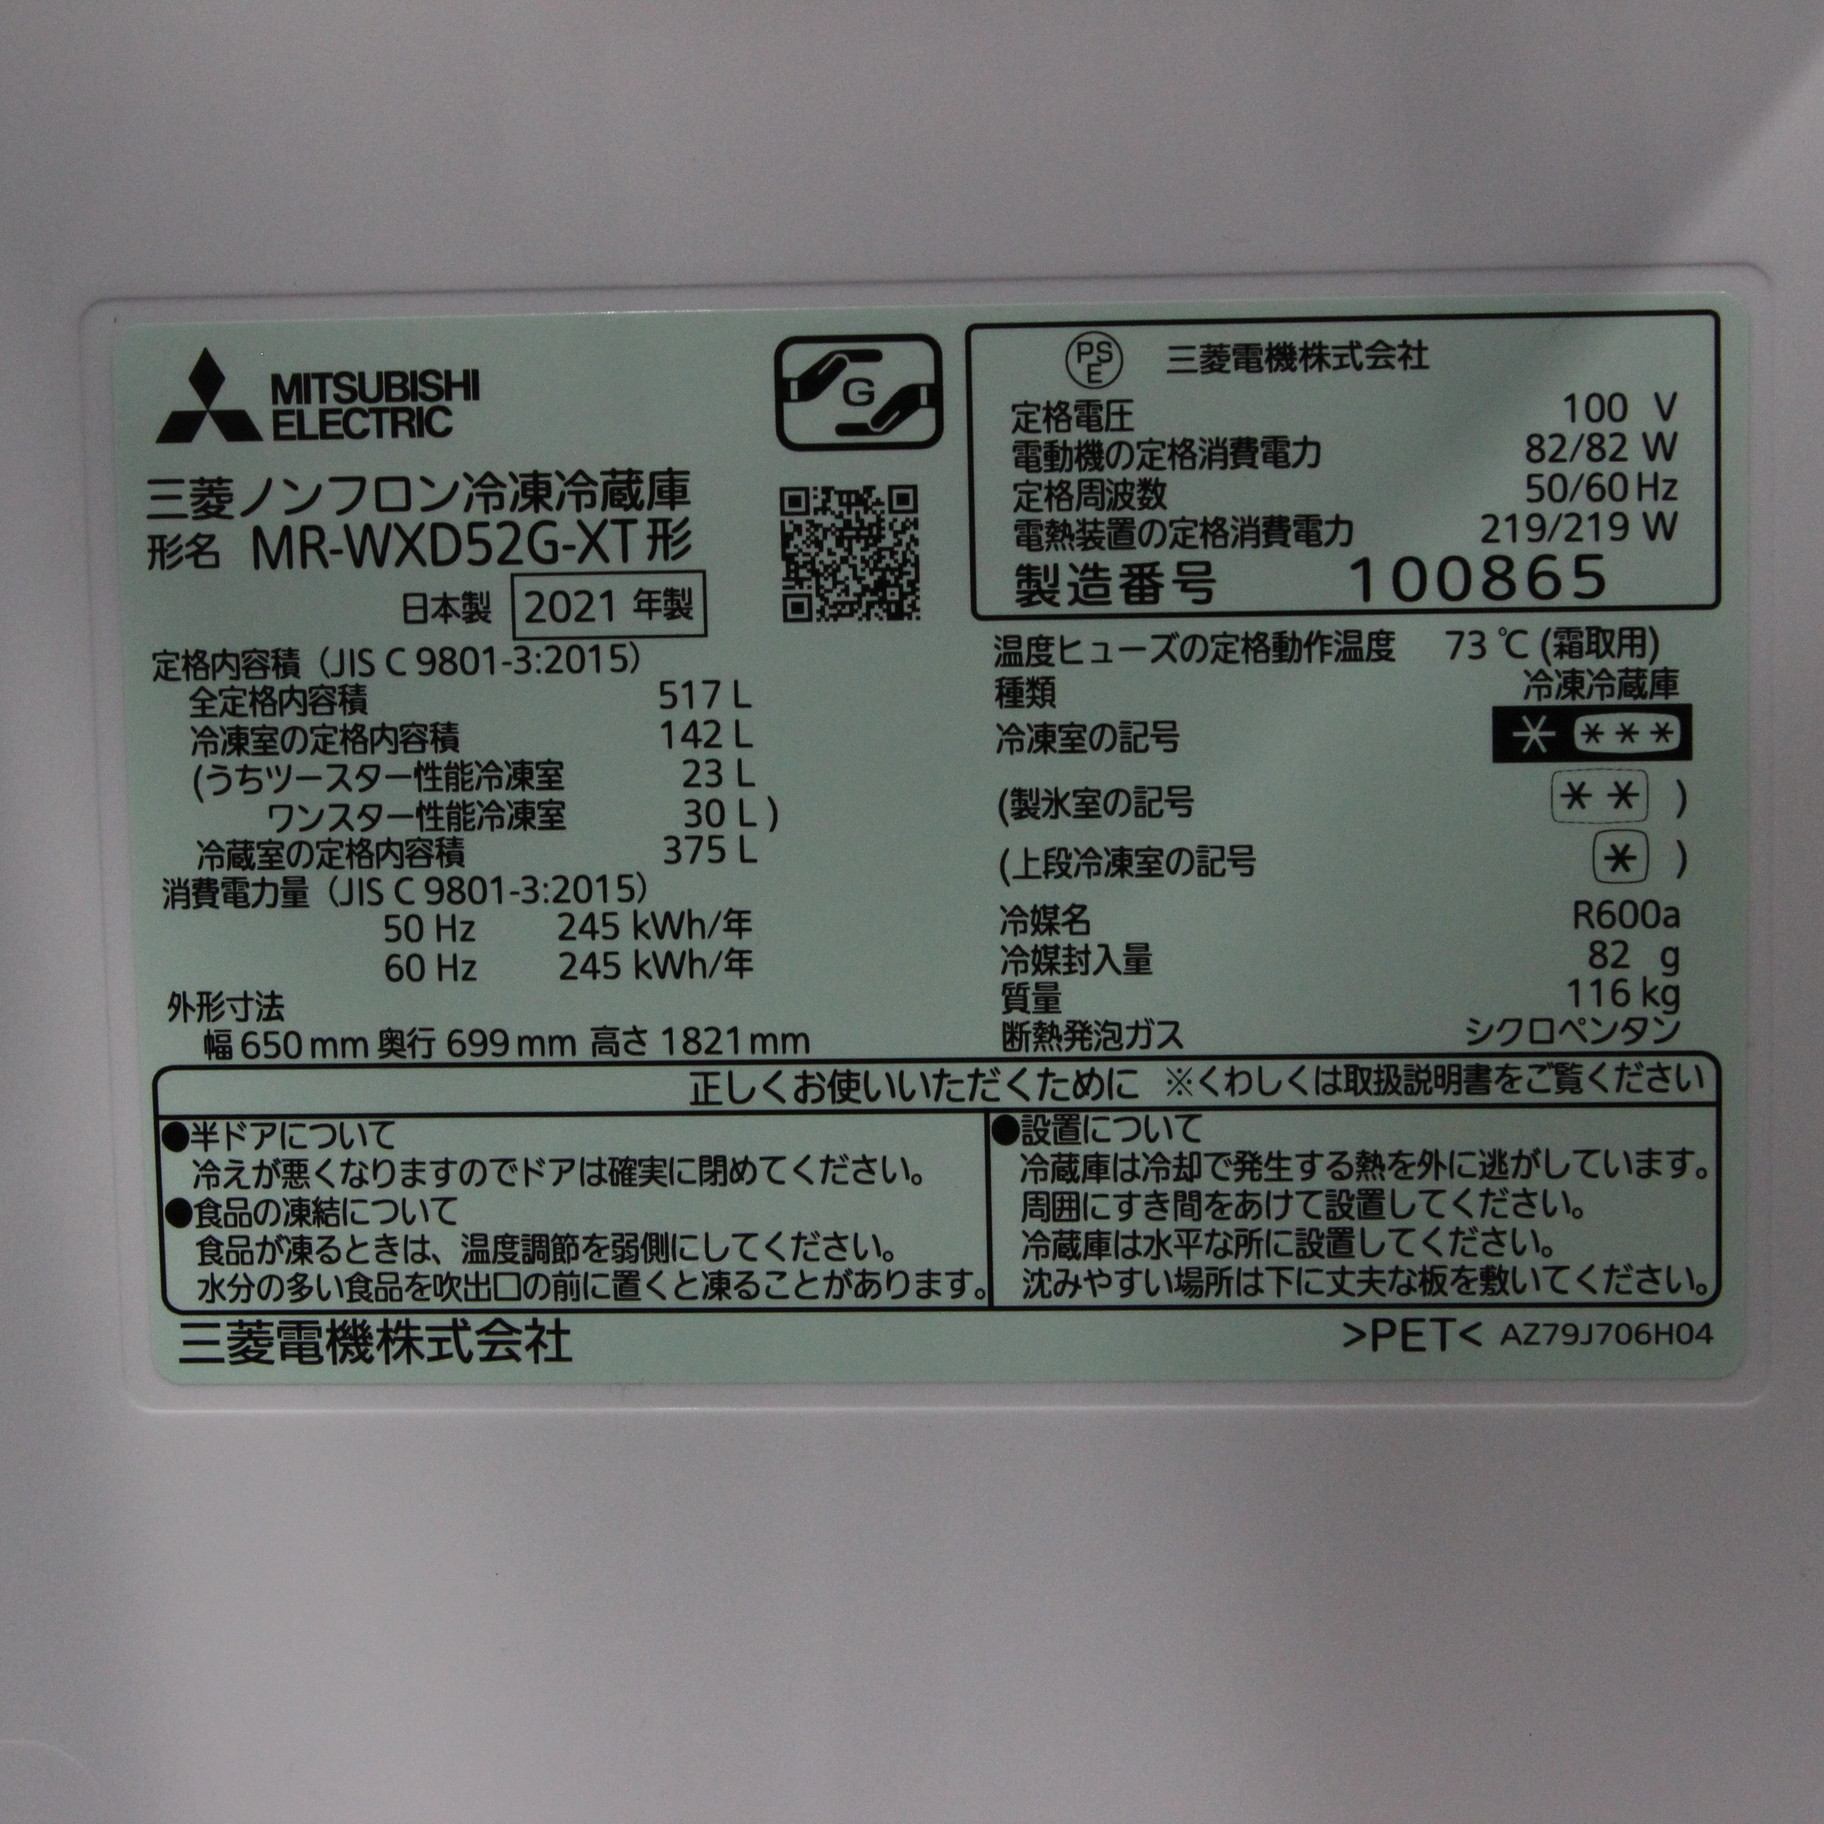 MITSUBISHI
ELECTRIC
G
三菱ノンフロン冷凍冷蔵庫
形名 MR-WXD52G-XT形
日本製 2021 年製
定格内容積（JIS C 9801-3:2015）
全定格内容積 517 L
冷凍室の定格内容積 142 L
(うちツースター性能冷凍室 23 L
ワンスター性能冷凍室 30 L )
冷蔵室の定格内容積 375 L
消費電力量（JIS C 9801-3:2015）
50 Hz 245 kWh/年
60 Hz 245 kWh/年
外形寸法
幅 650 mm 奥行 699 mm 高さ 1821 mm
PS E 三菱電機株式会社
定格電圧 100 V
電動機の定格消費電力 82/82 W
定格周波数 50/60 Hz
電熱装置の定格消費電力 219/219 W
製造番号 100865
温度ヒューズの定格動作温度 73 ℃ (霜取用)
種類 冷凍冷蔵庫
冷凍室の記号 * ***
(製氷室の記号 ** )
(上段冷凍室の記号 * )
冷媒名 R600a
冷媒封入量 82 g
質量 116 kg
断熱発泡ガス シクロペンタン
正しくお使いいただくために ※くわしくは取扱説明書をご覧ください
●半ドアについて
冷えが悪くなりますのでドアは確実に閉めてください。
●食品の凍結について
食品が凍るときは、温度調節を弱側にしてください。
水分の多い食品を吹出口の前に置くと凍ることがあります。
●設置について
冷蔵庫は冷却で発生する熱を外に逃がしています。
周囲にすき間をあけて設置してください。
冷蔵庫は水平な所に設置してください。
沈みやすい場所は下に丈夫な板を敷いてください。
三菱電機株式会社
>PET< AZ79J706H04